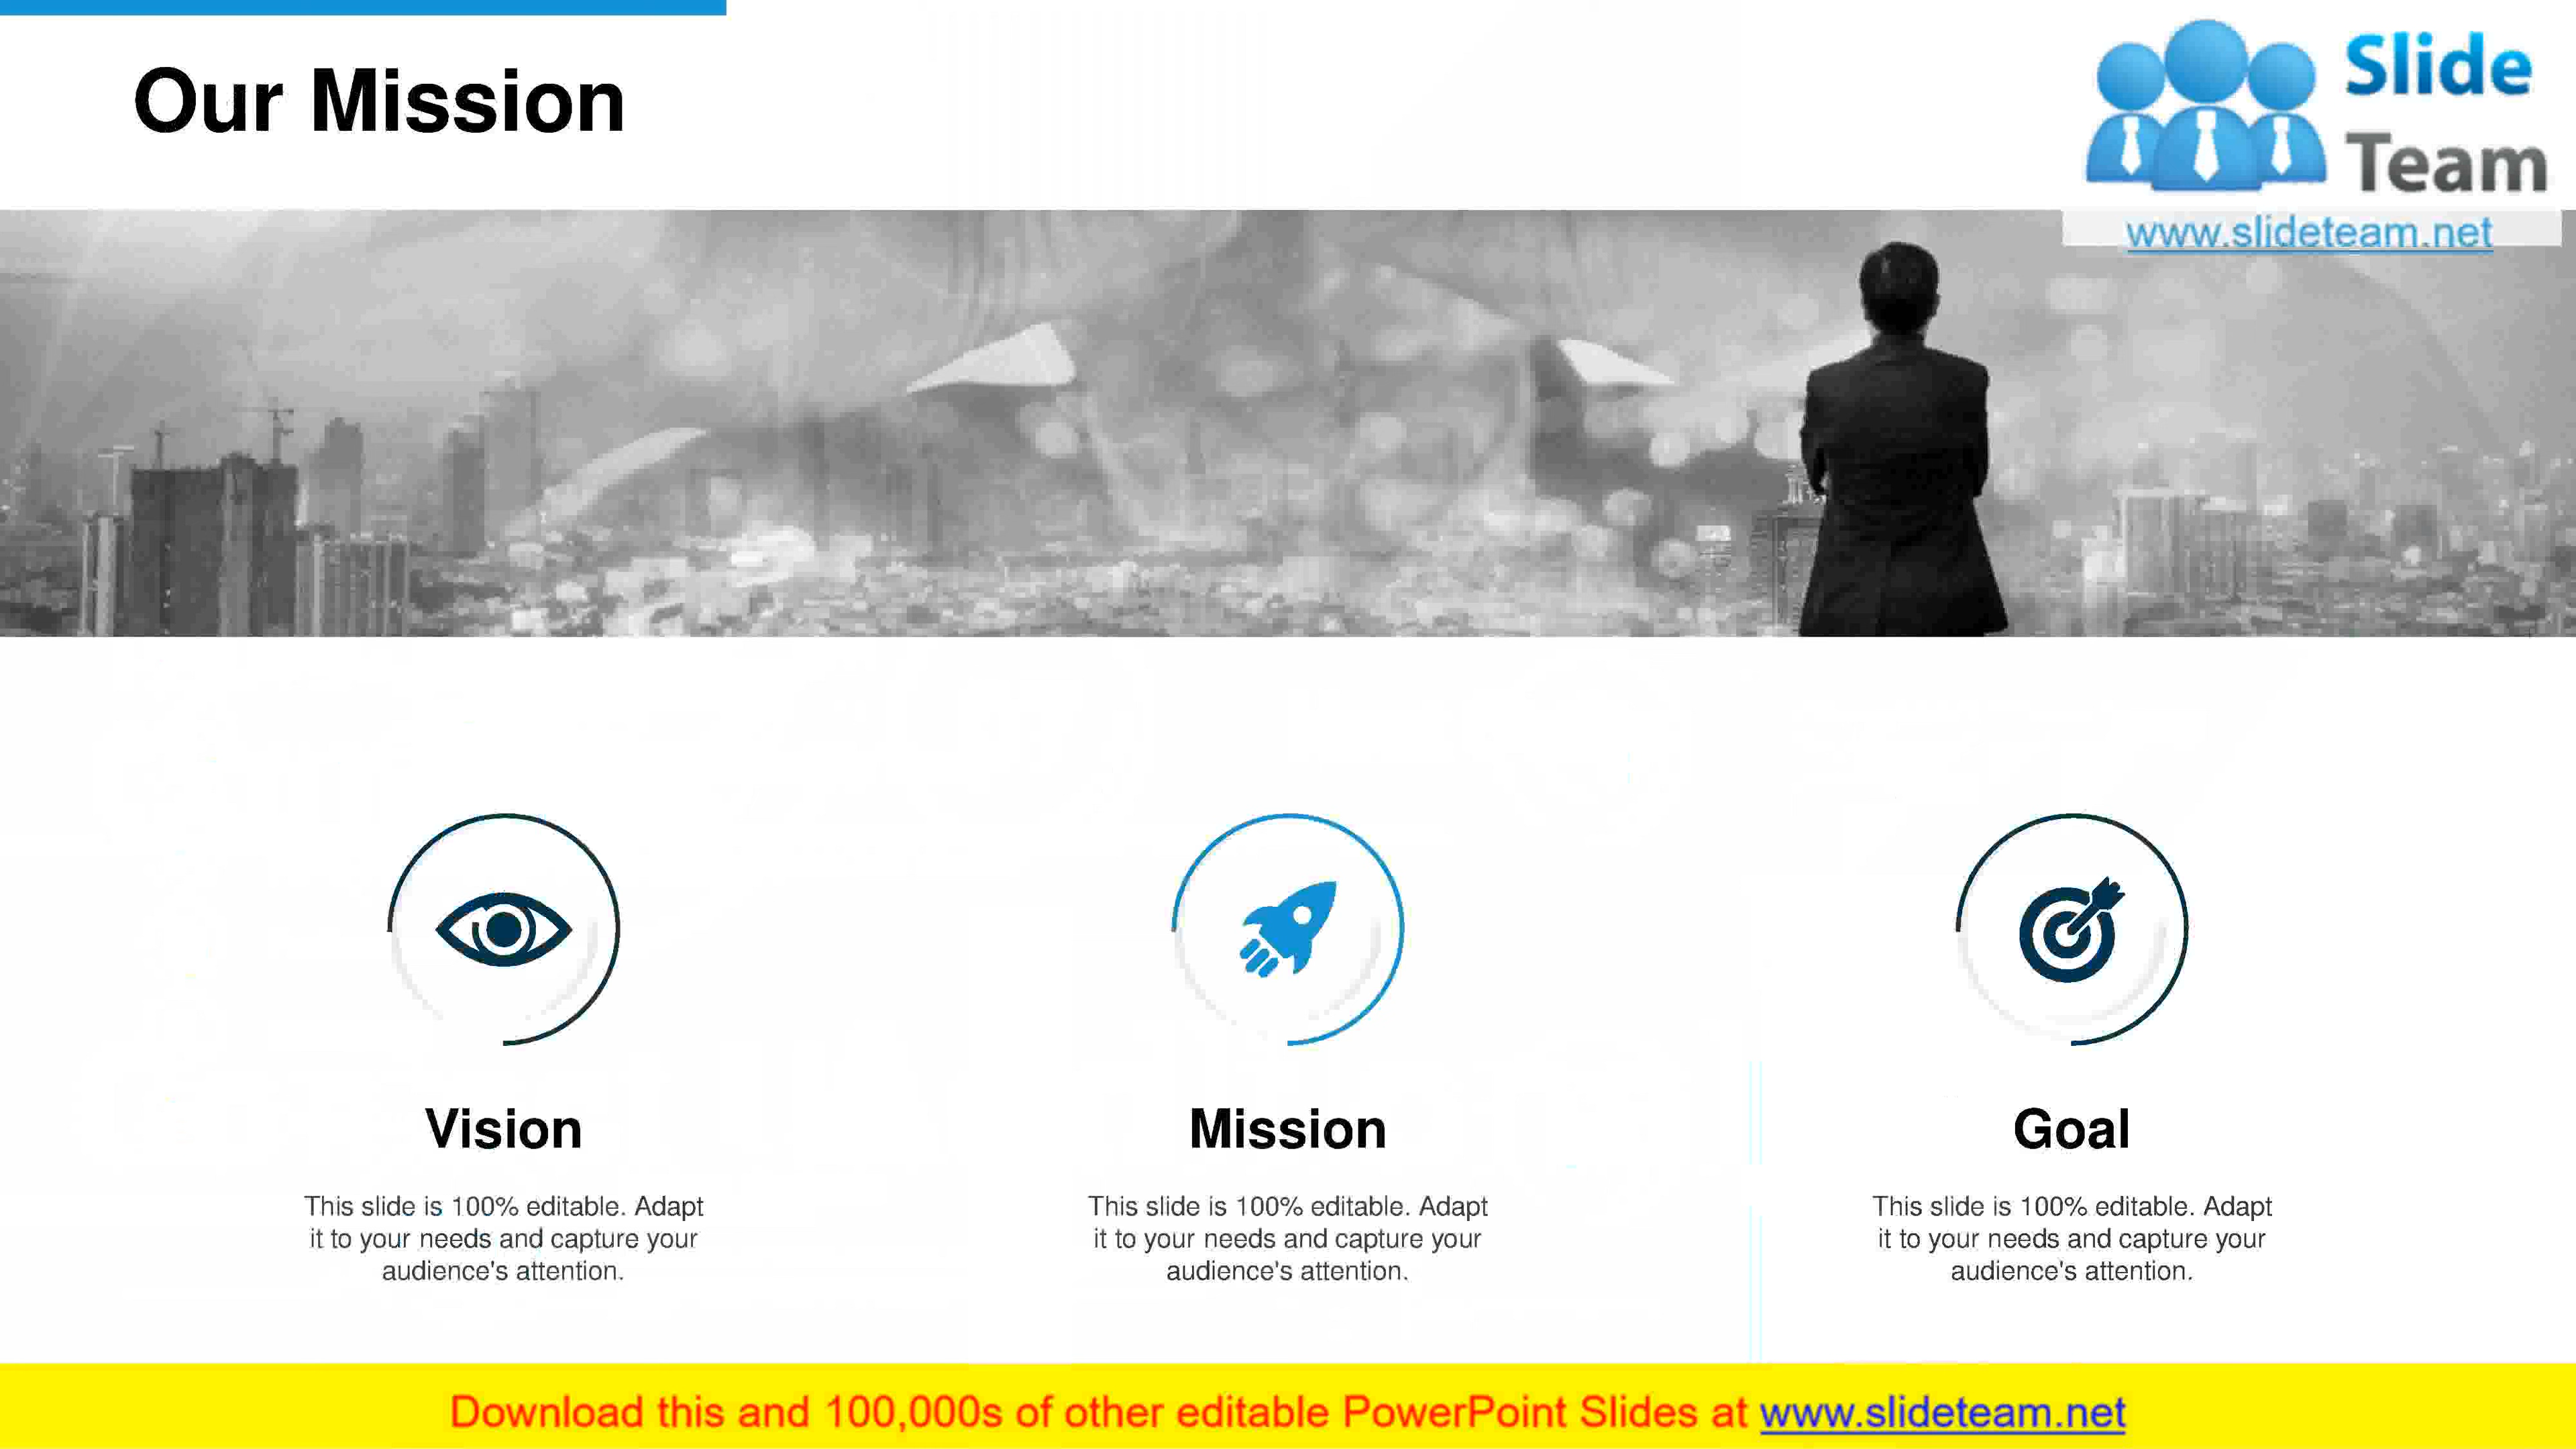 Our Mission
Slide
Team
www.slideteam.net
Vision
This slide is 100% editable. Adapt
it to your needs and capture your
audience's attention.
Mission
This slide is 100% editable. Adapt
it to your needs and capture your
audience's attention.
Goal
This slide is 100% editable. Adapt
it to your needs and capture your
audience's attention.
Download this and 100,000s of other editable PowerPoint Slides at www.slideteam.net